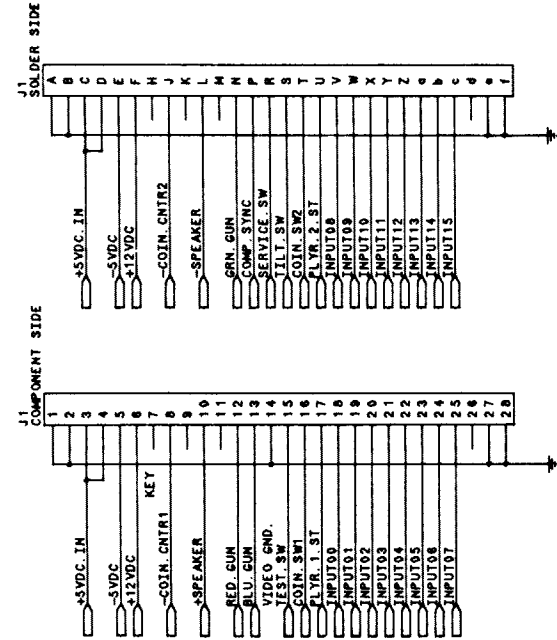 J1
SOLDER SIDE
A
B
+5VDC.IN C
D
-5VDC E
+12VDC F
H
-COIN.CNTR2 J
K
-SPEAKER L
M
GRN.GUN N
COMP.SYNC P
SERVICE.SW R
TILT.SW S
COIN.SW2 T
PLYR.2.ST U
INPUT08 V
INPUT09 W
INPUT10 X
INPUT11 Y
INPUT12 Z
INPUT13 a
INPUT14 b
INPUT15 c
d
e
f
J1
COMPONENT SIDE
1
2
+5VDC.IN 3
4
-5VDC 5
+12VDC 6
KEY 7
-COIN.CNTR1 8
9
+SPEAKER 10
11
RED.GUN 12
BLU.GUN 13
VIDEO GND. 14
TEST.SW 15
COIN.SW1 16
PLYR.1.ST 17
INPUT00 18
INPUT01 19
INPUT02 20
INPUT03 21
INPUT04 22
INPUT05 23
INPUT06 24
INPUT07 25
26
27
28